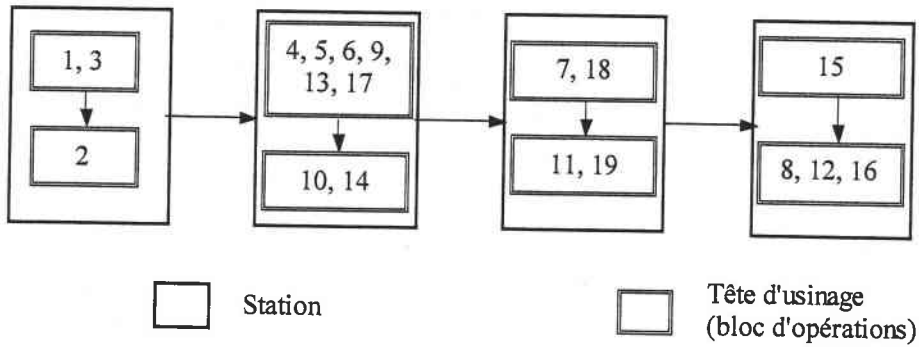 1, 3
2
4, 5, 6, 9,
13, 17
10, 14
7, 18
11, 19
15
8, 12, 16
Station
Tête d'usinage
(bloc d'opérations)